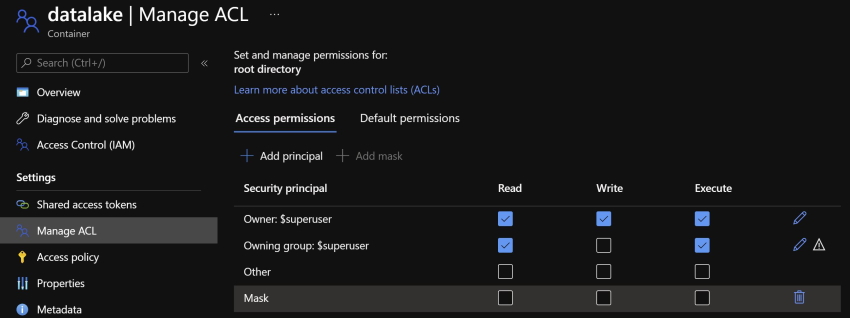 datalake | Manage ACL ...
Container
Search (Ctrl+/) «
Overview
Diagnose and solve problems
Access Control (IAM)
Settings
Shared access tokens
Manage ACL
Access policy
Properties
Metadata
Set and manage permissions for:
root directory
Learn more about access control lists (ACLs)
Access permissions Default permissions
+ Add principal + Add mask
Security principal Read Write Execute
Owner: $superuser
Owning group: $superuser
Other
Mask